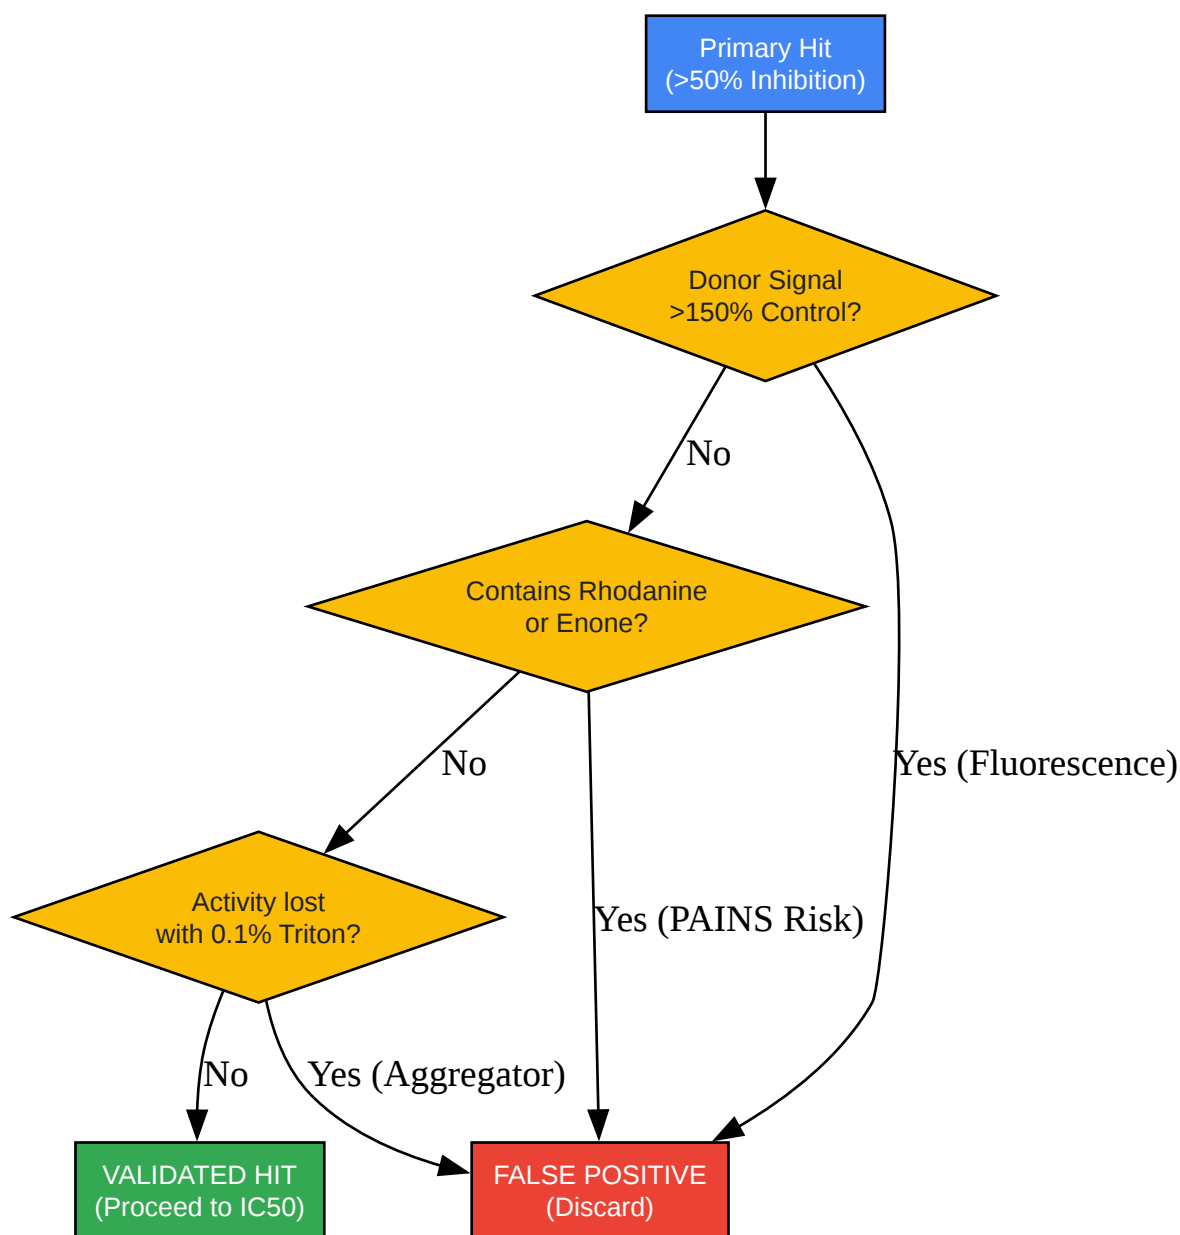 Primary Hit
(>50% Inhibition)
Donor Signal
>150% Control?
No
Contains Rhodanine
or Enone?
No
Yes (Fluorescence)
Activity lost
with 0.1% Triton?
Yes (PAINS Risk)
No
Yes (Aggregator)
VALIDATED HIT
(Proceed to IC50)
FALSE POSITIVE
(Discard)